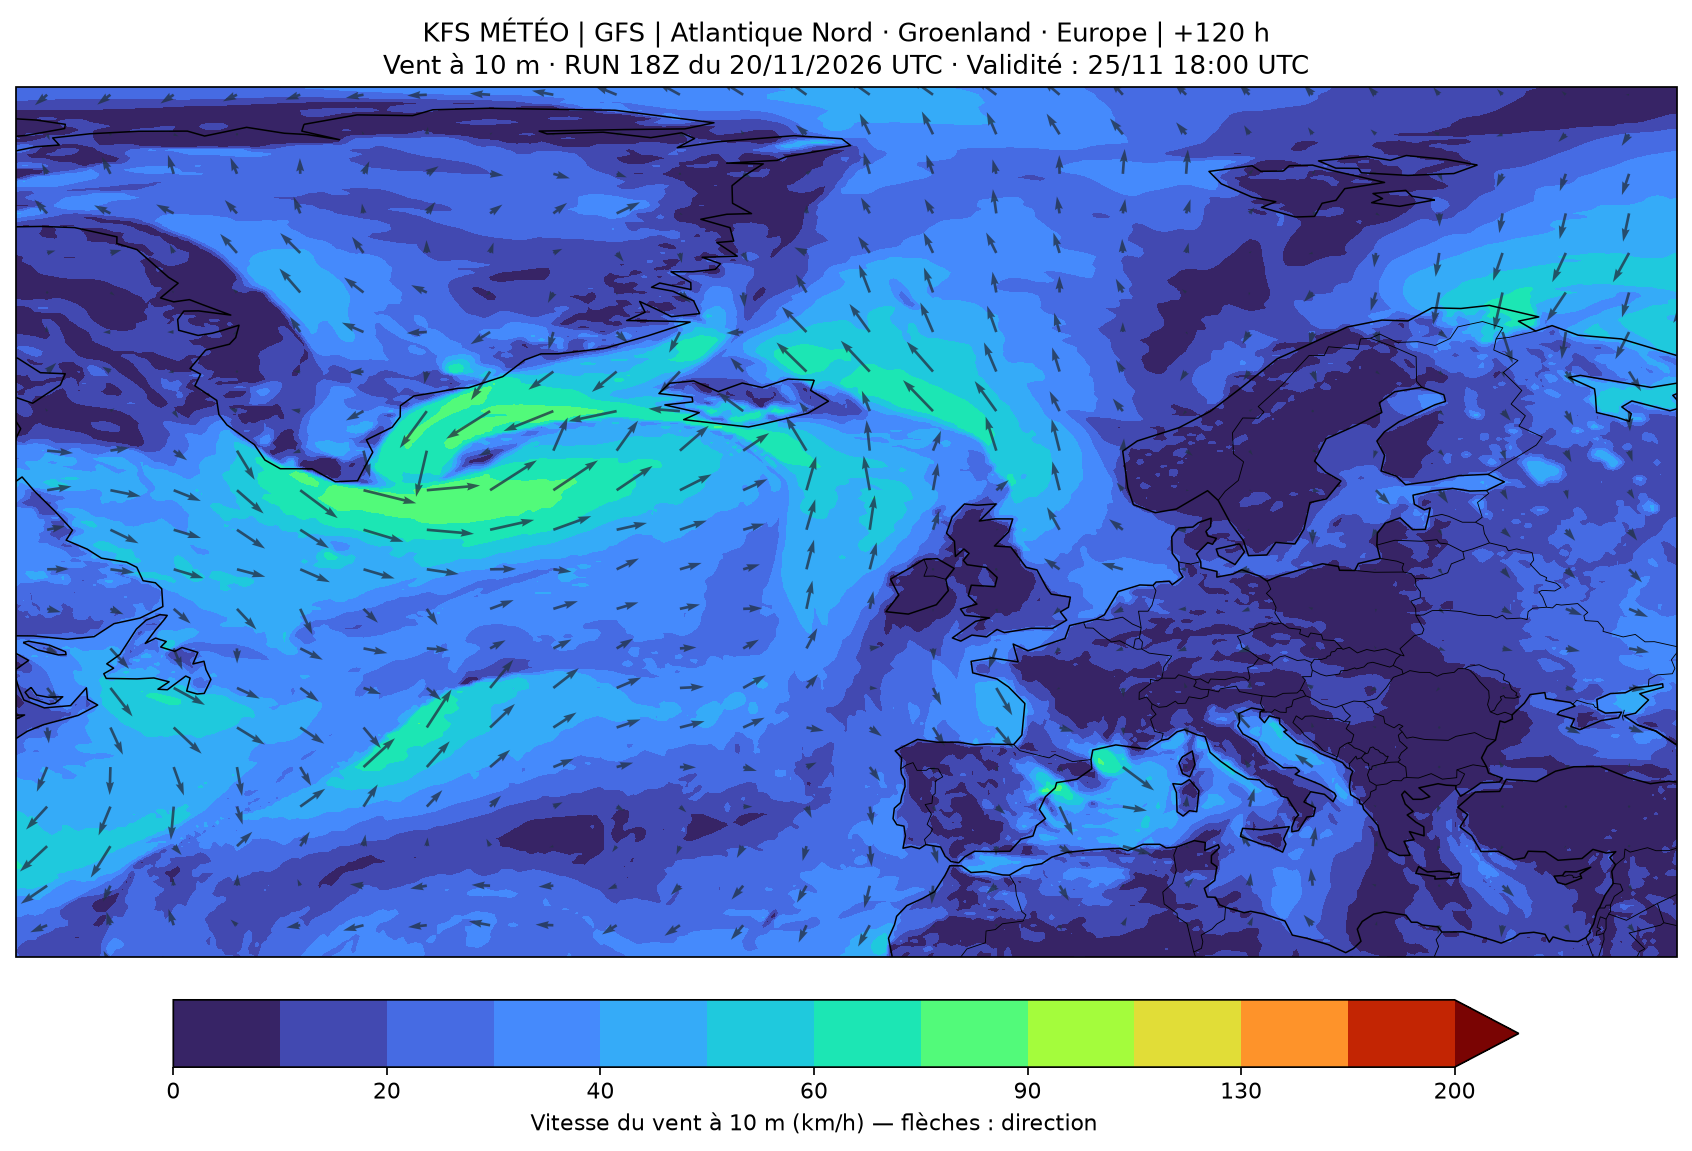 KFS MÉTÉO | GFS | Atlantique Nord · Groenland · Europe | +120 h
Vent à 10 m · RUN 18Z du 20/11/2026 UTC · Validité : 25/11 18:00 UTC
0 20 40 60 90 130 200
Vitesse du vent à 10 m (km/h) — flèches : direction